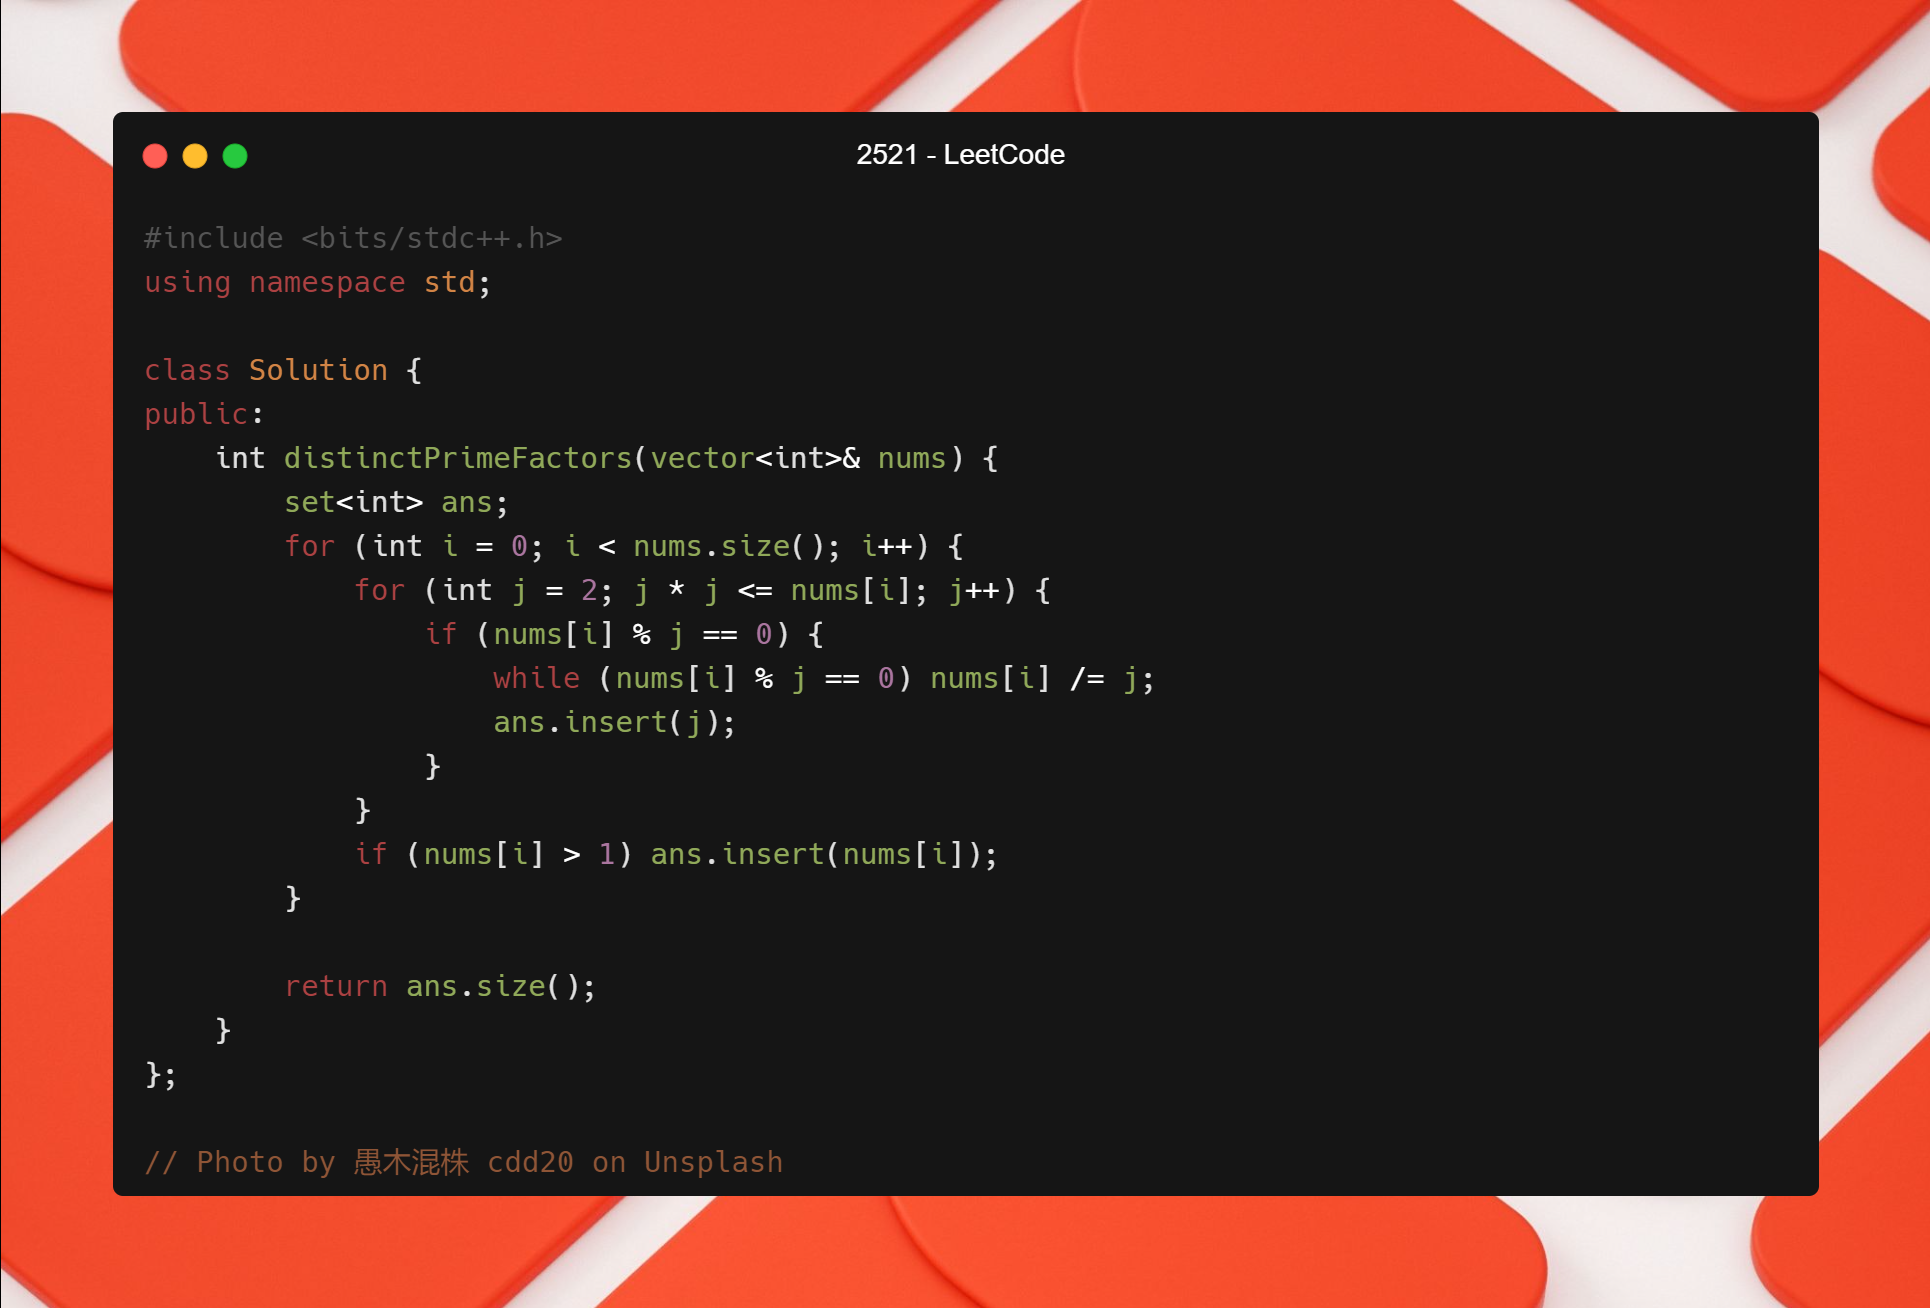 2521 - LeetCode
#include <bits/stdc++.h>
using namespace std;
class Solution {
public:
    int distinctPrimeFactors(vector<int>& nums) {
        set<int> ans;
        for (int i = 0; i < nums.size(); i++) {
            for (int j = 2; j * j <= nums[i]; j++) {
                if (nums[i] % j == 0) {
                    while (nums[i] % j == 0) nums[i] /= j;
                    ans.insert(j);
                }
            }
            if (nums[i] > 1) ans.insert(nums[i]);
        }
        return ans.size();
    }
};
// Photo by 愚木混株 cdd20 on Unsplash